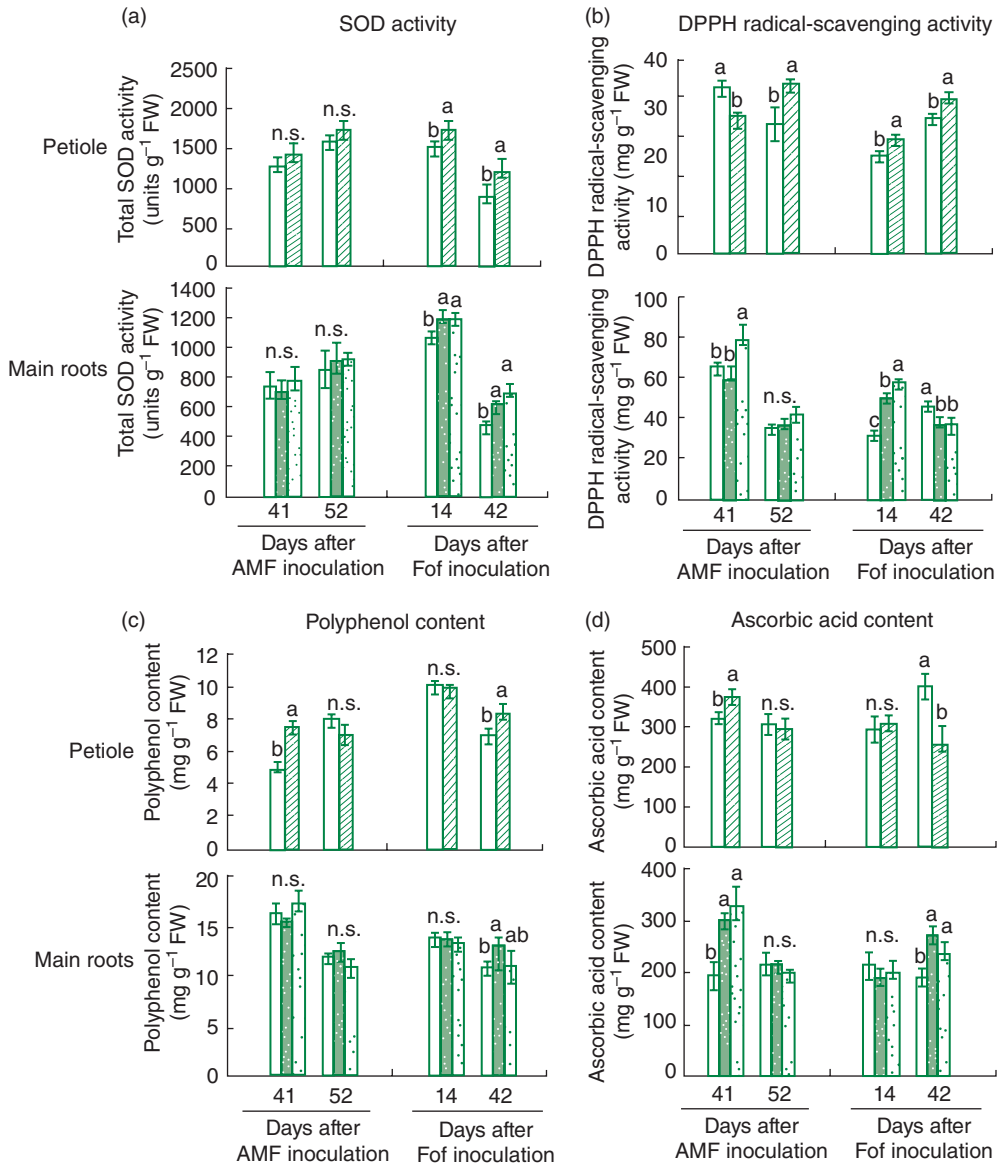 (a)
SOD activity
Petiole
Total SOD activity
(units g⁻¹ FW)
2500
2000
1500
1000
500
0
n.s.
n.s.
b
a
b
a
Main roots
Total SOD activity
(units g⁻¹ FW)
1400
1200
1000
800
600
400
200
0
n.s.
n.s.
b
a
a
b
a
a
41
52
14
42
Days after
AMF inoculation
Days after
Fof inoculation
(b)
DPPH radical-scavenging activity
DPPH radical-scavenging
activity (mg g⁻¹ FW)
40
30
20
10
0
a
b
b
a
b
a
b
a
DPPH radical-scavenging
activity (mg g⁻¹ FW)
100
80
60
40
20
0
b
b
a
n.s.
c
b
a
a
bb
41
52
14
42
Days after
AMF inoculation
Days after
Fof inoculation
(c)
Polyphenol content
Petiole
Polyphenol content
(mg g⁻¹ FW)
12
10
8
6
4
2
0
b
a
n.s.
n.s.
b
a
Main roots
Polyphenol content
(mg g⁻¹ FW)
20
15
10
5
0
n.s.
n.s.
n.s.
b
a
ab
41
52
14
42
Days after
AMF inoculation
Days after
Fof inoculation
(d)
Ascorbic acid content
Ascorbic acid content
(mg g⁻¹ FW)
500
400
300
200
100
0
b
a
n.s.
n.s.
a
b
Ascorbic acid content
(mg g⁻¹ FW)
400
300
200
100
0
b
a
a
n.s.
n.s.
b
a
a
41
52
14
42
Days after
AMF inoculation
Days after
Fof inoculation